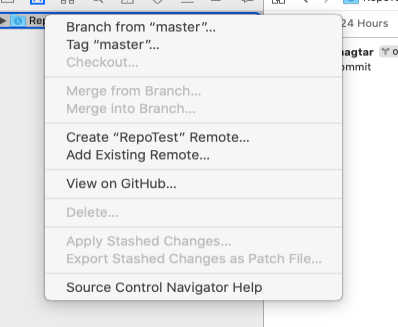 Rep
Branch from “master”...
Tag “master”...
Checkout...
Merge from Branch...
Merge into Branch...
Create “RepoTest” Remote...
Add Existing Remote...
View on GitHub...
Delete...
Apply Stashed Changes...
Export Stashed Changes as Patch File...
Source Control Navigator Help
24 Hours
agtar
ommit